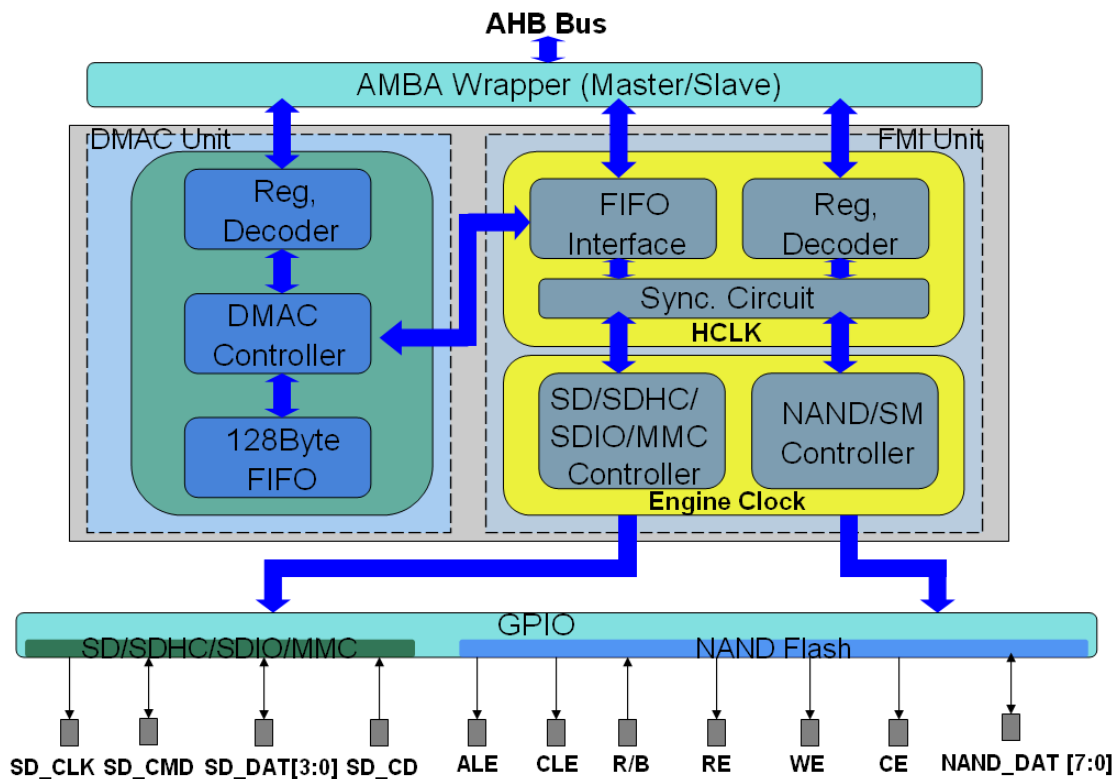 AHB Bus
AMBA Wrapper (Master/Slave)
DMAC Unit
FMI Unit
Reg,
Decoder
DMAC
Controller
128Byte
FIFO
FIFO
Interface
Reg,
Decoder
Sync. Circuit
HCLK
SD/SDHC/
SDIO/MMC
Controller
NAND/SM
Controller
Engine Clock
GPIO
SD/SDHC/SDIO/MMC
NAND Flash
SD_CLK
SD_CMD
SD_DAT[3:0]
SD_CD
ALE
CLE
R/B
RE
WE
CE
NAND_DAT [7:0]